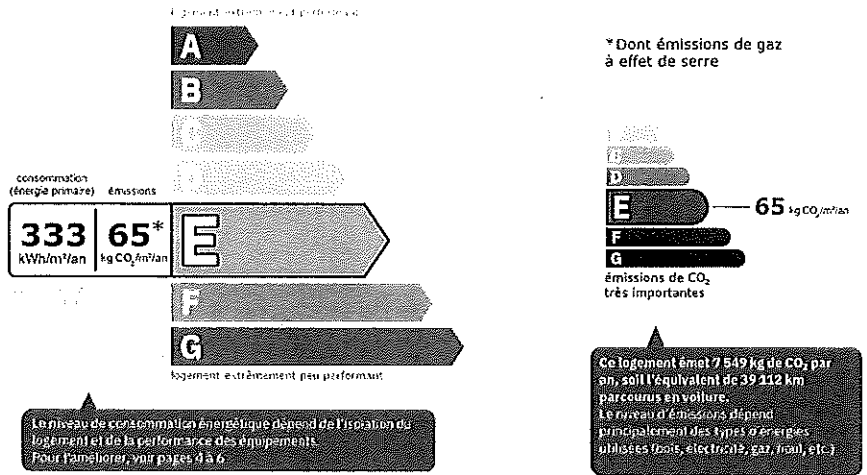 logement extrêmement performant
A
B
C
D
consommation
(énergie primaire)
émissions
333
kWh/m²/an
65*
kg CO₂/m²/an
E
F
G
logement extrêmement peu performant
Le niveau de consommation énergétique dépend de l'isolation du
logement et de la performance des équipements.
Pour l'améliorer, voir pages 4 à 6
*Dont émissions de gaz
à effet de serre
D
E
65 kg CO₂/m²/an
F
G
émissions de CO₂
très importantes
Ce logement émet 7 549 kg de CO₂ par
an, soit l'équivalent de 39 112 km
parcourus en voiture.
Le niveau d'émissions dépend
principalement des types d'énergies
utilisées (bois, électricité, gaz, fioul, etc.)